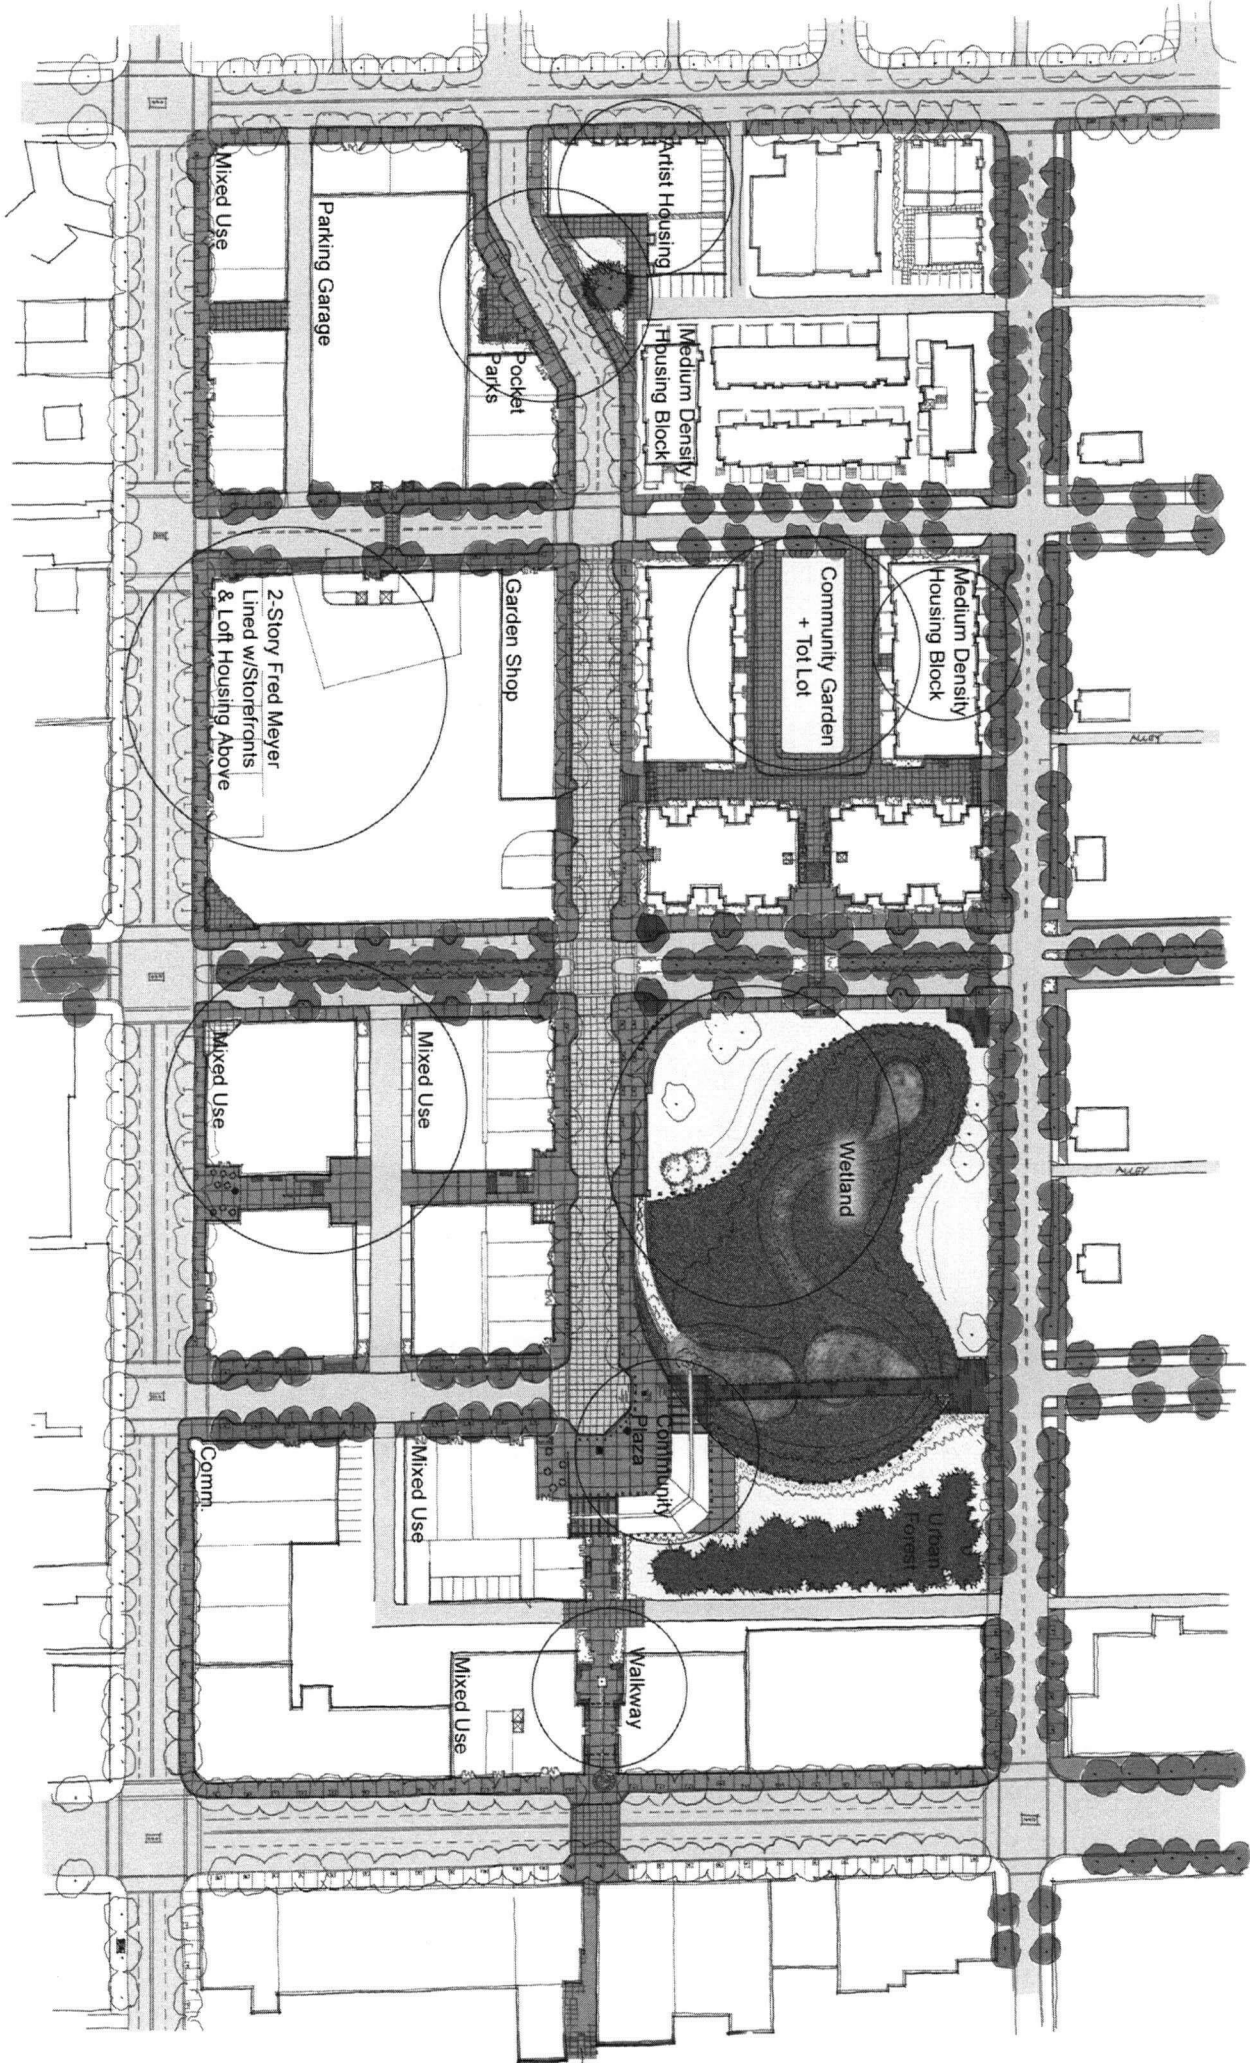 Artist Housing
Mixed Use
Parking Garage
Pocket
Parks
Medium Density
Housing Block
Medium Density
Housing Block
Community Garden
+ Tot Lot
Garden Shop
2-Story Fred Meyer
Lined w/Storefronts
& Loft Housing Above
ALLEY
Mixed Use
Mixed Use
Wetland
ALLEY
Community
Plaza
Urban
Forest
Mixed Use
Comm.
Walkway
Mixed Use